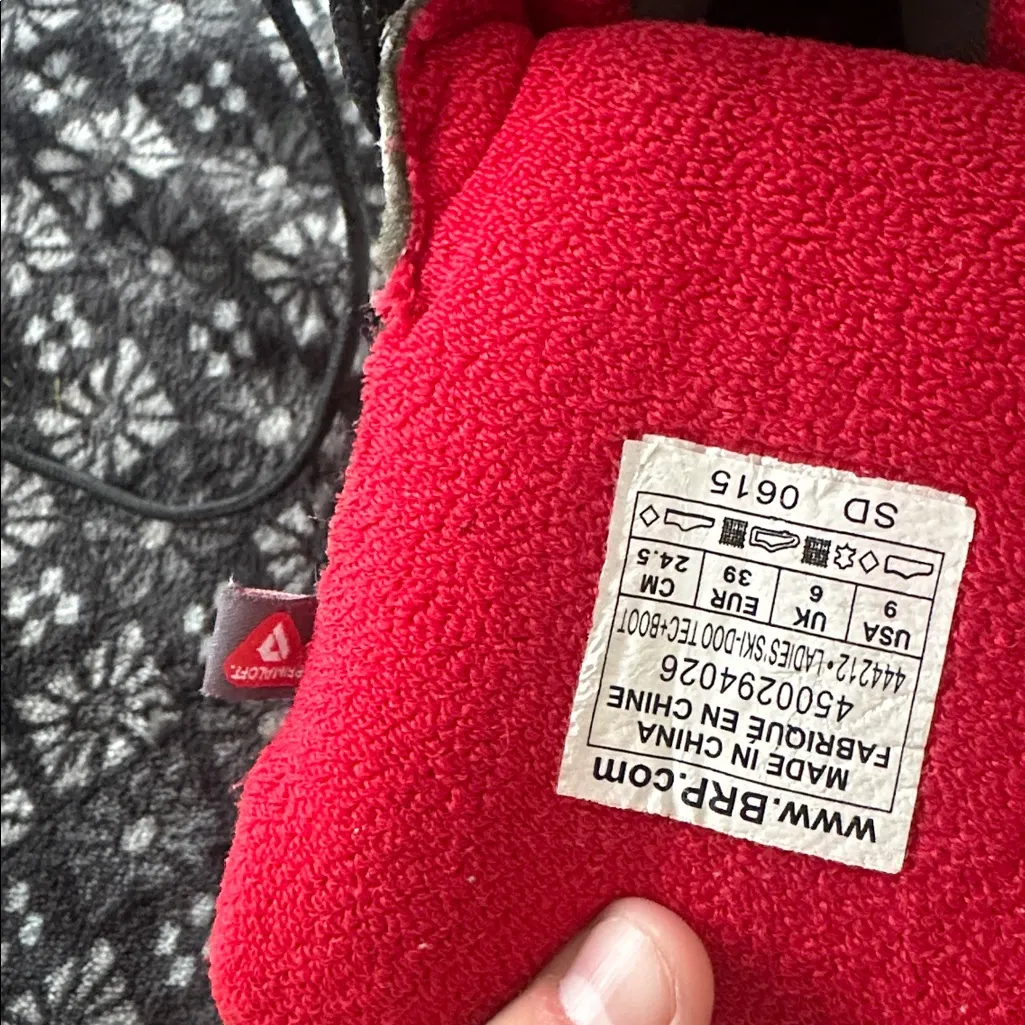 www.BRP.com
MADE IN CHINA
FABRIQUÉ EN CHINE
4500294026
444212 • LADIES'SKI-DOO TEC+BOOT
USA UK EUR CM
9 6 39 24.5
SD 0615
PRIMALOFT